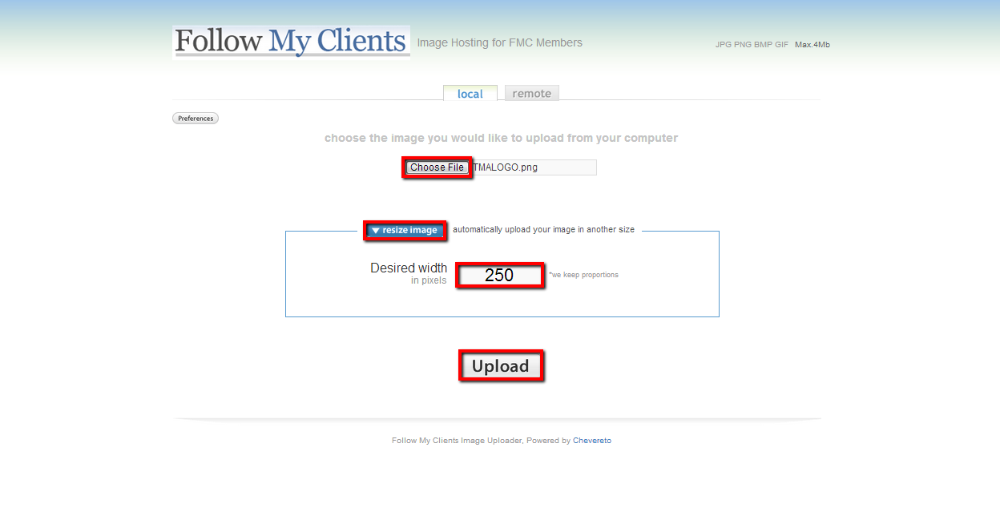 Follow My Clients Image Hosting for FMC Members JPG PNG BMP GIF Max.4Mb
local remote
Preferences
choose the image you would like to upload from your computer
Choose File TMALOGO.png
resize image automatically upload your image in another size
Desired width
in pixels
250 *we keep proportions
Upload
Follow My Clients Image Uploader, Powered by Chevereto